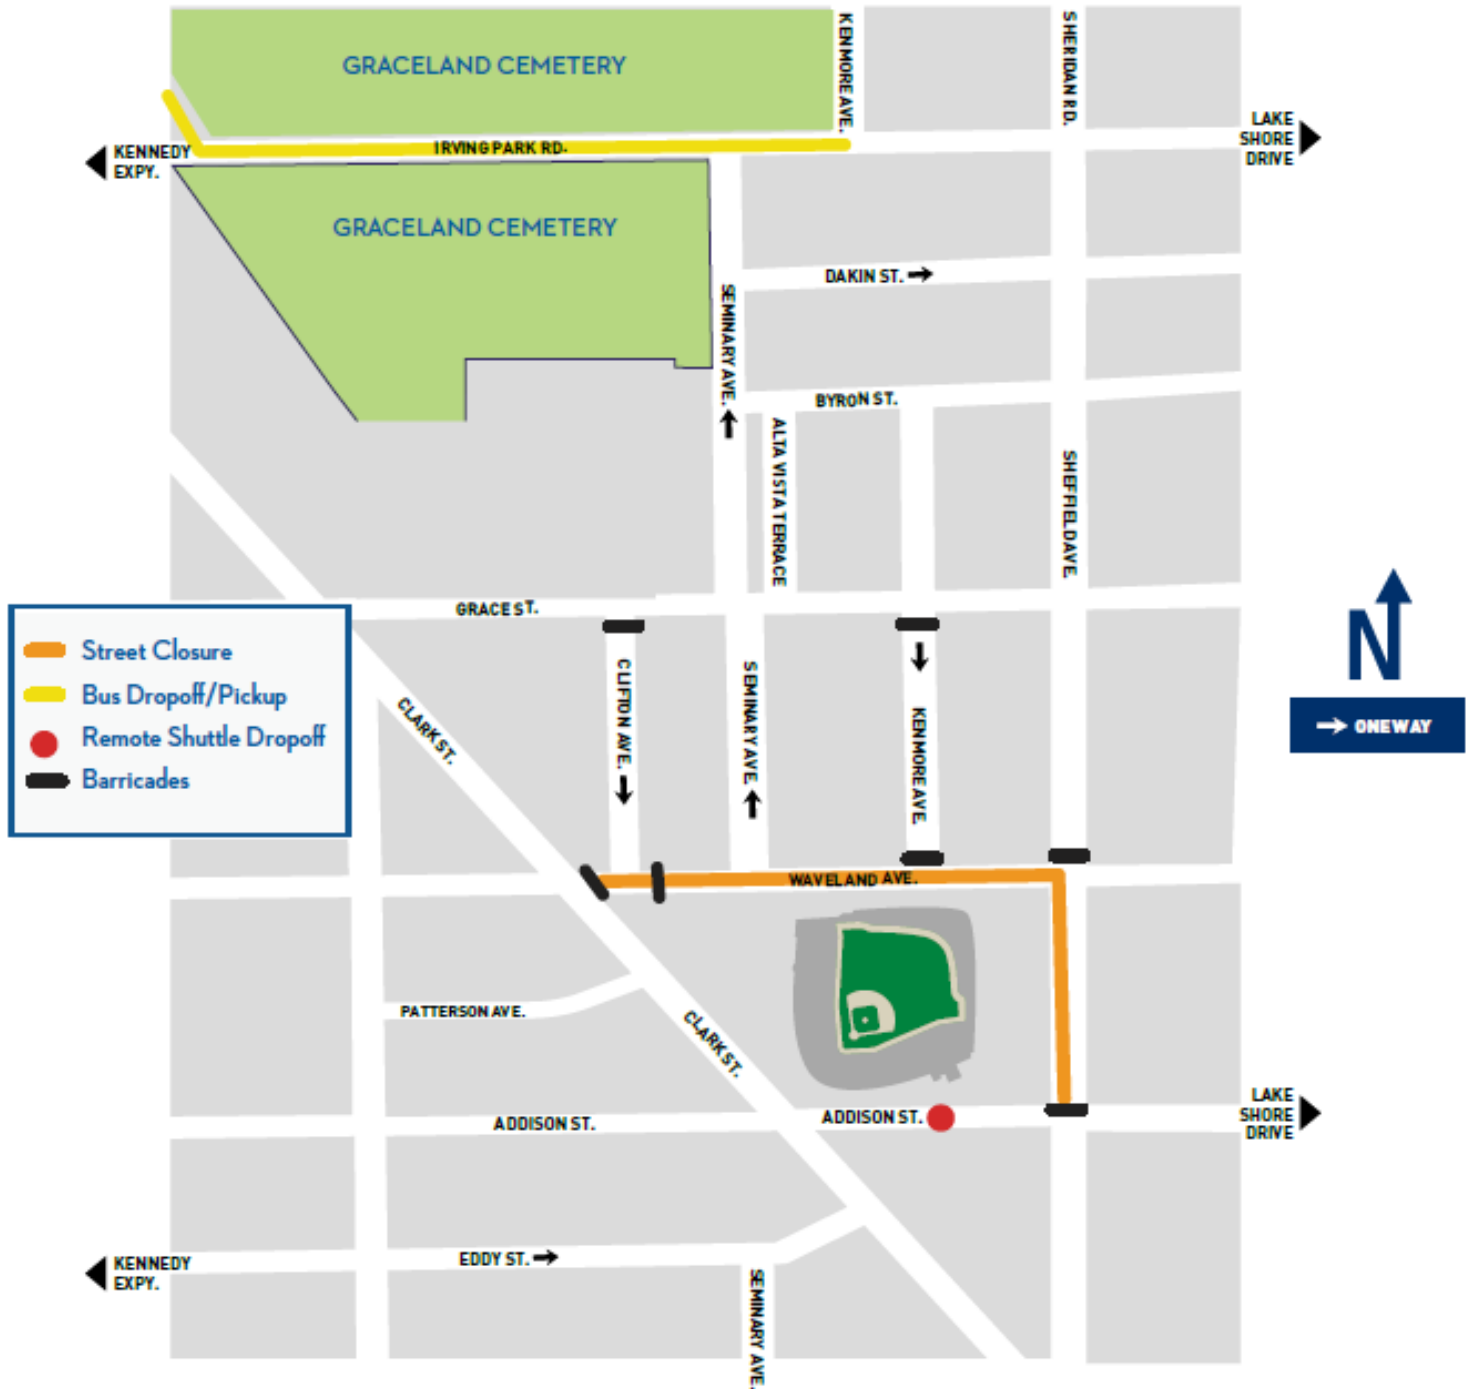 KENMORE AVE.
SHERIDAN RD.
GRACELAND CEMETERY
LAKE
SHORE
DRIVE
KENNEDY
EXPY.
IRVING PARK RD.
GRACELAND CEMETERY
DAKIN ST.
SEMINARY AVE.
BYRON ST.
ALTA VISTA TERRACE
SHEFFIELD AVE.
GRACE ST.
Street Closure
Bus Dropoff/Pickup
Remote Shuttle Dropoff
Barricades
N
ONE WAY
CLARK ST.
CLIFTON AVE.
SEMINARY AVE.
KENMORE AVE.
WAVELAND AVE.
PATTERSON AVE.
CLARK ST.
ADDISON ST.
ADDISON ST.
LAKE
SHORE
DRIVE
KENNEDY
EXPY.
EDDY ST.
SEMINARY AVE.